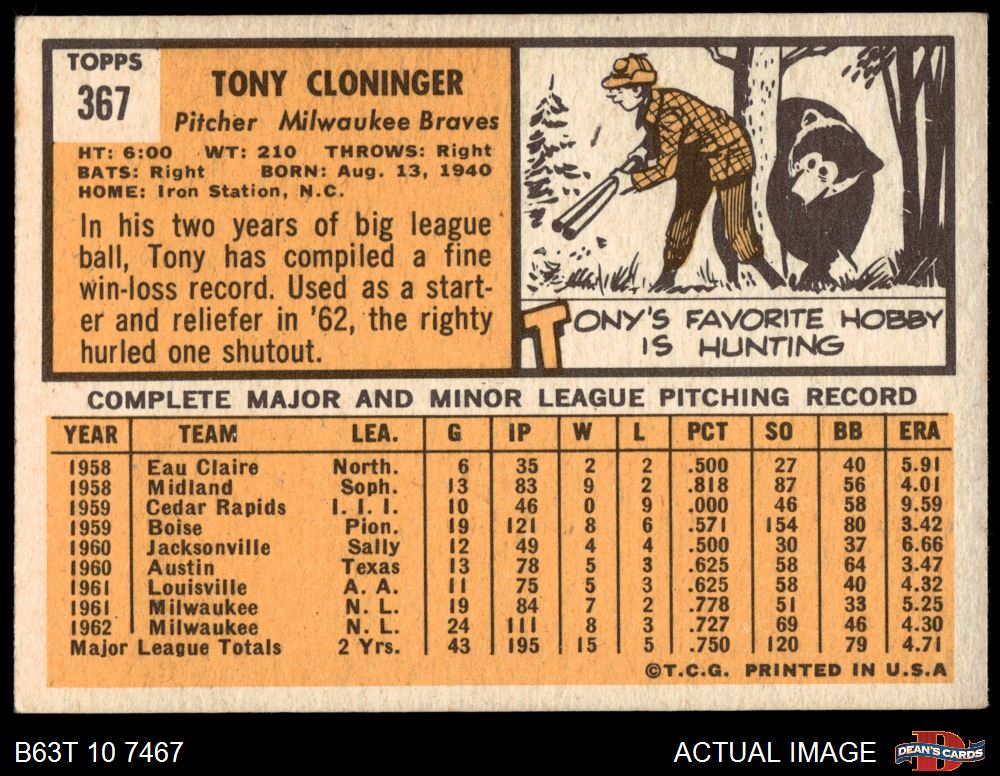 TOPPS
367
TONY CLONINGER
Pitcher Milwaukee Braves
HT: 6:00 WT: 210 THROWS: Right
BATS: Right BORN: Aug. 13, 1940
HOME: Iron Station, N.C.
In his two years of big league
ball, Tony has compiled a fine
win-loss record. Used as a start-
er and reliefer in '62, the righty
hurled one shutout.
TONY'S FAVORITE HOBBY
IS HUNTING
COMPLETE MAJOR AND MINOR LEAGUE PITCHING RECORD
YEAR TEAM LEA. G IP W L PCT SO BB ERA
1958 Eau Claire North. 6 35 2 2 .500 27 40 5.91
1958 Midland Soph. 13 83 9 2 .818 87 56 4.01
1959 Cedar Rapids I. I. I. 10 46 0 9 .000 46 58 9.59
1959 Boise Pion. 19 121 8 6 .571 154 80 3.42
1960 Jacksonville Sally 12 49 4 4 .500 30 37 6.66
1960 Austin Texas 13 78 5 3 .625 58 64 3.47
1961 Louisville A. A. 11 75 5 3 .625 58 40 4.32
1961 Milwaukee N. L. 19 84 7 2 .778 51 33 5.25
1962 Milwaukee N. L. 24 111 8 3 .727 69 46 4.30
Major League Totals 2 Yrs. 43 195 15 5 .750 120 79 4.71
©T.C.G. PRINTED IN U.S.A
B63T 10 7467
ACTUAL IMAGE
DEAN'S CARDS